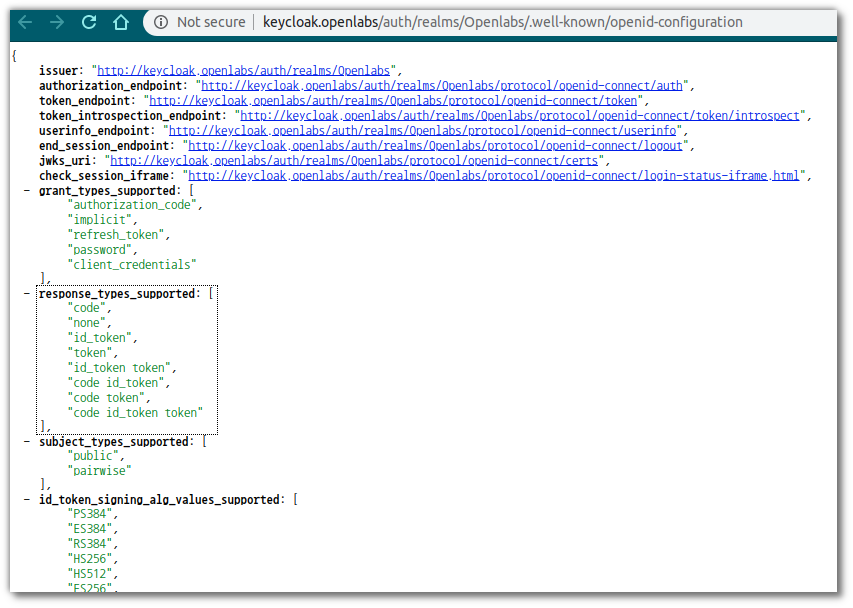 Not secure | keycloak.openlabs/auth/realms/Openlabs/.well-known/openid-configuration
{
issuer: "http://keycloak.openlabs/auth/realms/Openlabs",
authorization_endpoint: "http://keycloak.openlabs/auth/realms/Openlabs/protocol/openid-connect/auth",
token_endpoint: "http://keycloak.openlabs/auth/realms/Openlabs/protocol/openid-connect/token",
token_introspection_endpoint: "http://keycloak.openlabs/auth/realms/Openlabs/protocol/openid-connect/token/introspect",
userinfo_endpoint: "http://keycloak.openlabs/auth/realms/Openlabs/protocol/openid-connect/userinfo",
end_session_endpoint: "http://keycloak.openlabs/auth/realms/Openlabs/protocol/openid-connect/logout",
jwks_uri: "http://keycloak.openlabs/auth/realms/Openlabs/protocol/openid-connect/certs",
check_session_iframe: "http://keycloak.openlabs/auth/realms/Openlabs/protocol/openid-connect/login-status-iframe.html",
- grant_types_supported: [
"authorization_code",
"implicit",
"refresh_token",
"password",
"client_credentials"
],
- response_types_supported: [
"code",
"none",
"id_token",
"token",
"id_token token",
"code id_token",
"code token",
"code id_token token"
],
- subject_types_supported: [
"public",
"pairwise"
],
- id_token_signing_alg_values_supported: [
"PS384",
"ES384",
"RS384",
"HS256",
"HS512",
"ES256",